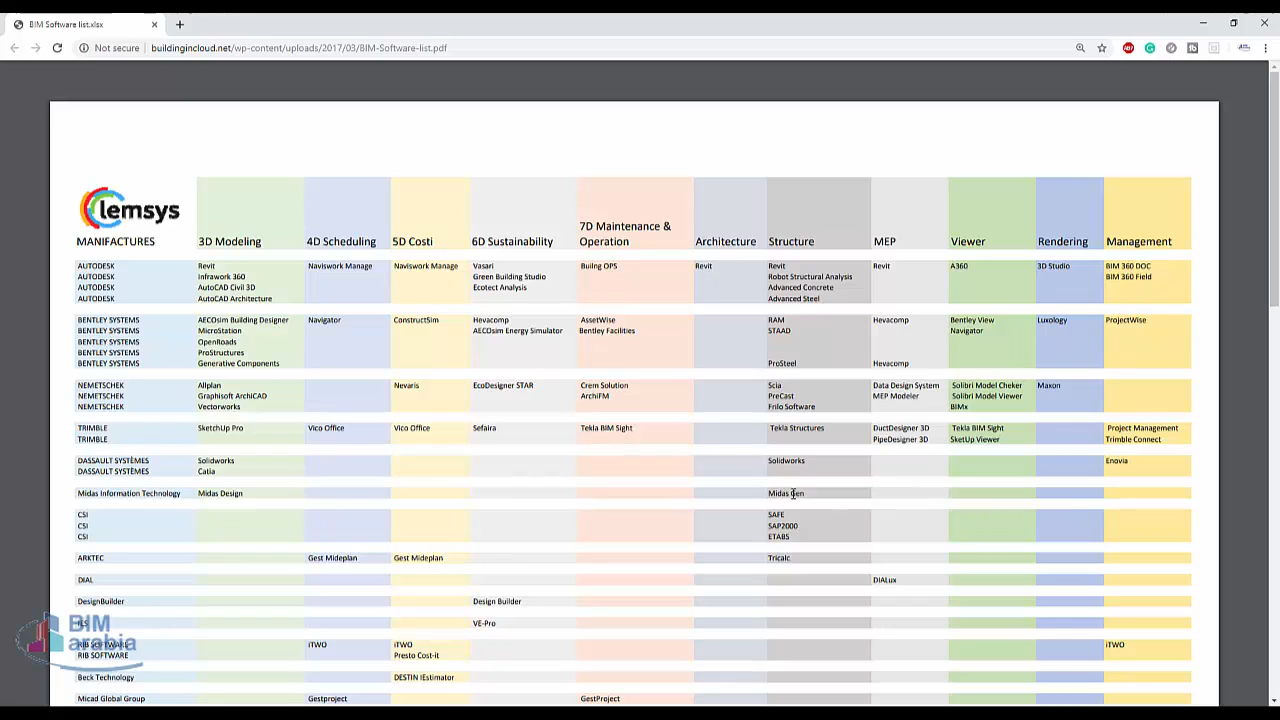 BIM Software list.xlsx
Not secure buildingincloud.net/wp-content/uploads/2017/03/BIM-Software-list.pdf
lemsys
MANIFACTURES 3D Modeling 4D Scheduling 5D Costi 6D Sustainability 7D Maintenance & Operation Architecture Structure MEP Viewer Rendering Management
AUTODESK Revit Naviswork Manage Naviswork Manage Vasari Builng OPS Revit Revit Revit A360 3D Studio BIM 360 DOC
AUTODESK Infrawork 360 Green Building Studio Robot Structural Analysis BIM 360 Field
AUTODESK AutoCAD Civil 3D Ecotect Analysis Advanced Concrete
AUTODESK AutoCAD Architecture Advanced Steel
BENTLEY SYSTEMS AECOsim Building Designer Navigator ConstructSim Hevacomp AssetWise RAM Hevacomp Bentley View Luxology ProjectWise
BENTLEY SYSTEMS MicroStation AECOsim Energy Simulator Bentley Facilities STAAD Navigator
BENTLEY SYSTEMS OpenRoads
BENTLEY SYSTEMS ProStructures
BENTLEY SYSTEMS Generative Components ProSteel Hevacomp
NEMETSCHEK Allplan Nevaris EcoDesigner STAR Crem Solution Scia Data Design System Solibri Model Cheker Maxon
NEMETSCHEK Graphisoft ArchiCAD ArchiFM PreCast MEP Modeler Solibri Model Viewer
NEMETSCHEK Vectorworks Frilo Software BIMx
TRIMBLE SketchUp Pro Vico Office Vico Office Sefaira Tekla BIM Sight Tekla Structures DuctDesigner 3D Tekla BIM Sight Project Management
TRIMBLE PipeDesigner 3D SketUp Viewer Trimble Connect
DASSAULT SYSTÈMES Solidworks Solidworks Enovia
DASSAULT SYSTÈMES Catia
Midas Information Technology Midas Design Midas Gen
CSI SAFE
CSI SAP2000
CSI ETABS
ARKTEC Gest Mideplan Gest Mideplan Tricalc
DIAL DIALux
DesignBuilder Design Builder
VE-Pro
RIB SOFTWARE iTWO iTWO iTWO
RIB SOFTWARE Presto Cost-it
Beck Technology DESTIN IEstimator
Micad Global Group Gestproject GestProject
BIM
arabia